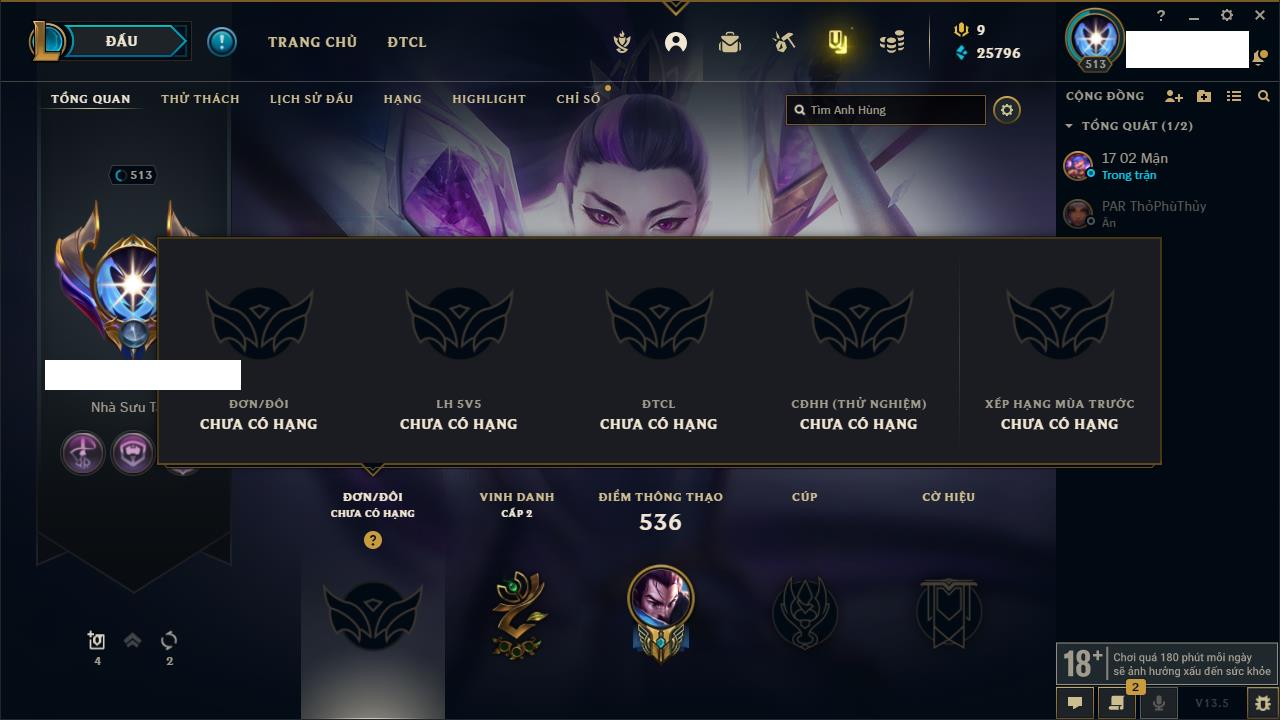 ĐẤU
TRANG CHỦ
ĐTCL
9
25796
513
TỔNG QUAN
THỬ THÁCH
LỊCH SỬ ĐẤU
HẠNG
HIGHLIGHT
CHỈ SỐ
Tìm Anh Hùng
CỘNG ĐỒNG
TỔNG QUÁT (1/2)
17 02 Mận
Trong trận
PAR ThỏPhùThủy
Ẩn
513
Nhà Sưu T
ĐƠN/ĐÔI
CHƯA CÓ HẠNG
LH 5V5
CHƯA CÓ HẠNG
ĐTCL
CHƯA CÓ HẠNG
CĐHH (THỬ NGHIỆM)
CHƯA CÓ HẠNG
XẾP HẠNG MÙA TRƯỚC
CHƯA CÓ HẠNG
ĐƠN/ĐÔI
CHƯA CÓ HẠNG
?
VINH DANH
CẤP 2
ĐIỂM THÔNG THẠO
536
CÚP
CỜ HIỆU
4
2
18+
Chơi quá 180 phút mỗi ngày
sẽ ảnh hưởng xấu đến sức khỏe
2
V13.5